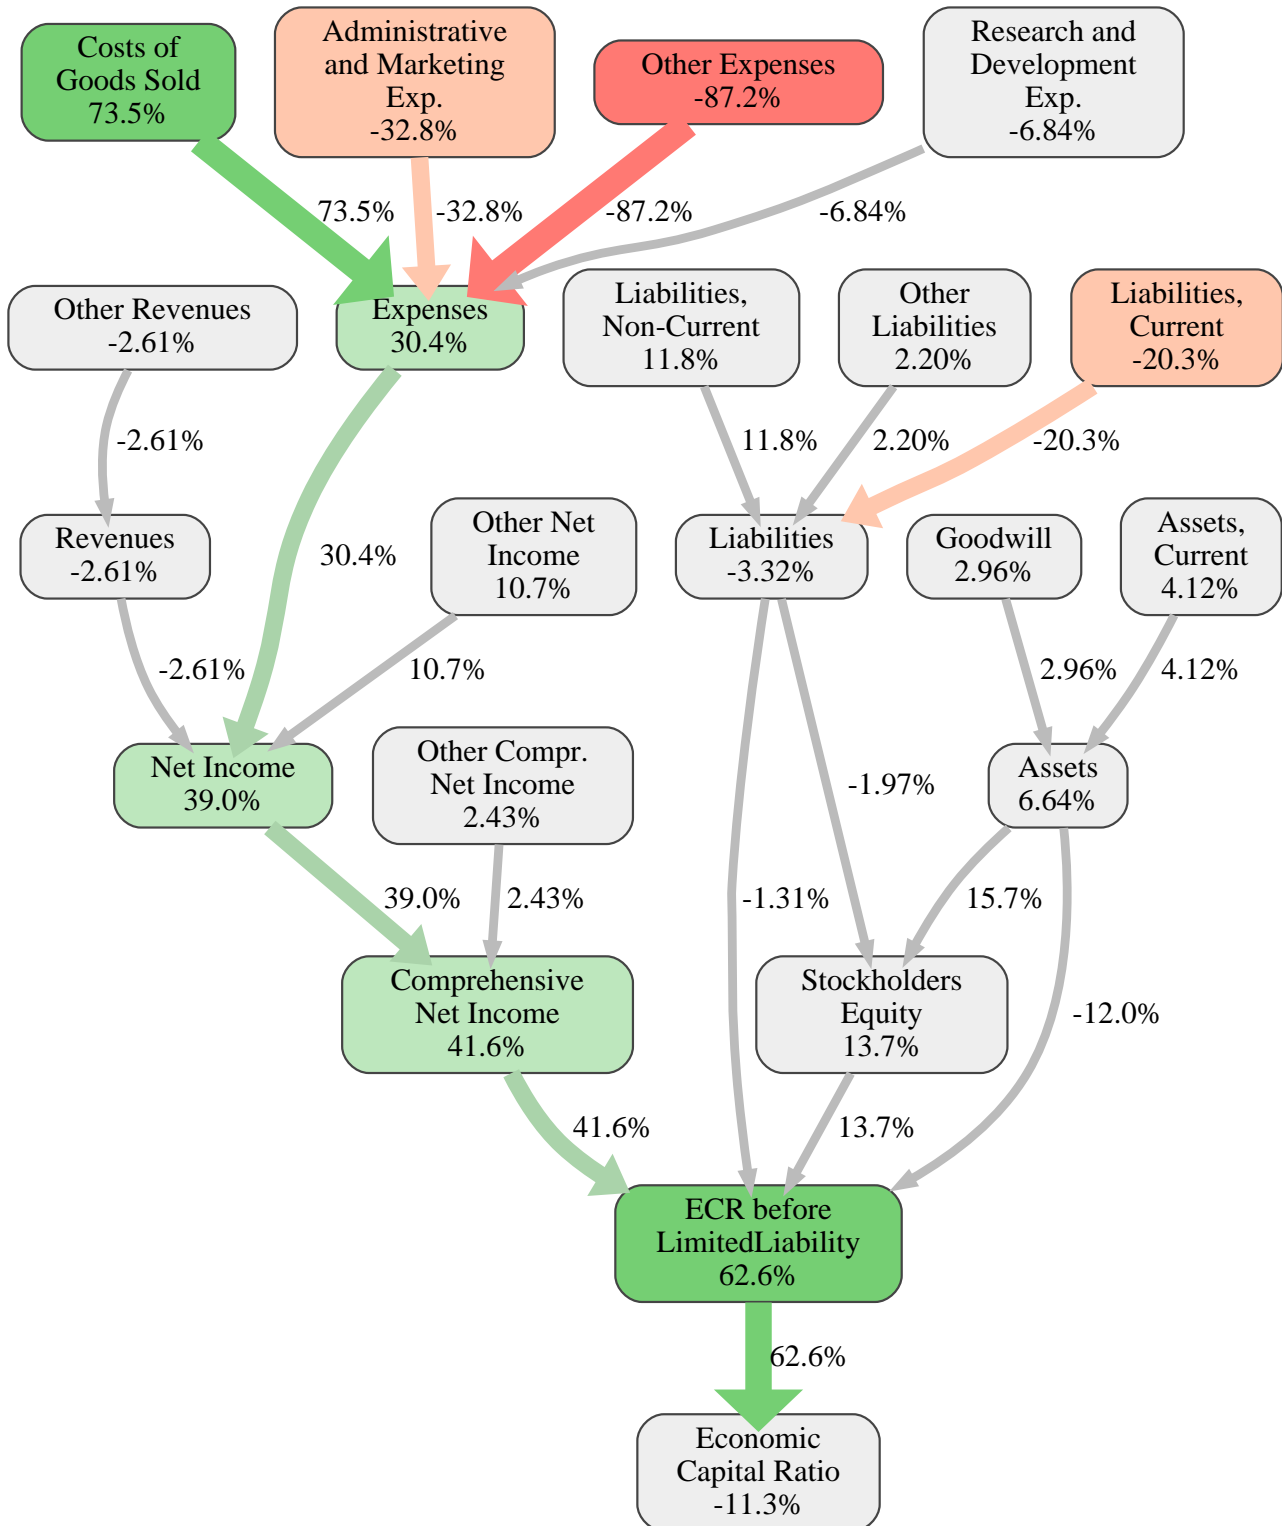 Costs of
Goods Sold
73.5%
Administrative
and Marketing
Exp.
-32.8%
Other Expenses
-87.2%
Research and
Development
Exp.
-6.84%
73.5%
-32.8%
-87.2%
-6.84%
Other Revenues
-2.61%
Expenses
30.4%
Liabilities,
Non-Current
11.8%
Other
Liabilities
2.20%
Liabilities,
Current
-20.3%
-2.61%
11.8%
2.20%
-20.3%
Revenues
-2.61%
30.4%
Other Net
Income
10.7%
Liabilities
-3.32%
Goodwill
2.96%
Assets,
Current
4.12%
-2.61%
10.7%
2.96%
4.12%
Net Income
39.0%
Other Compr.
Net Income
2.43%
-1.97%
Assets
6.64%
39.0%
2.43%
-1.31%
15.7%
Comprehensive
Net Income
41.6%
Stockholders
Equity
13.7%
-12.0%
41.6%
13.7%
ECR before
LimitedLiability
62.6%
62.6%
Economic
Capital Ratio
-11.3%